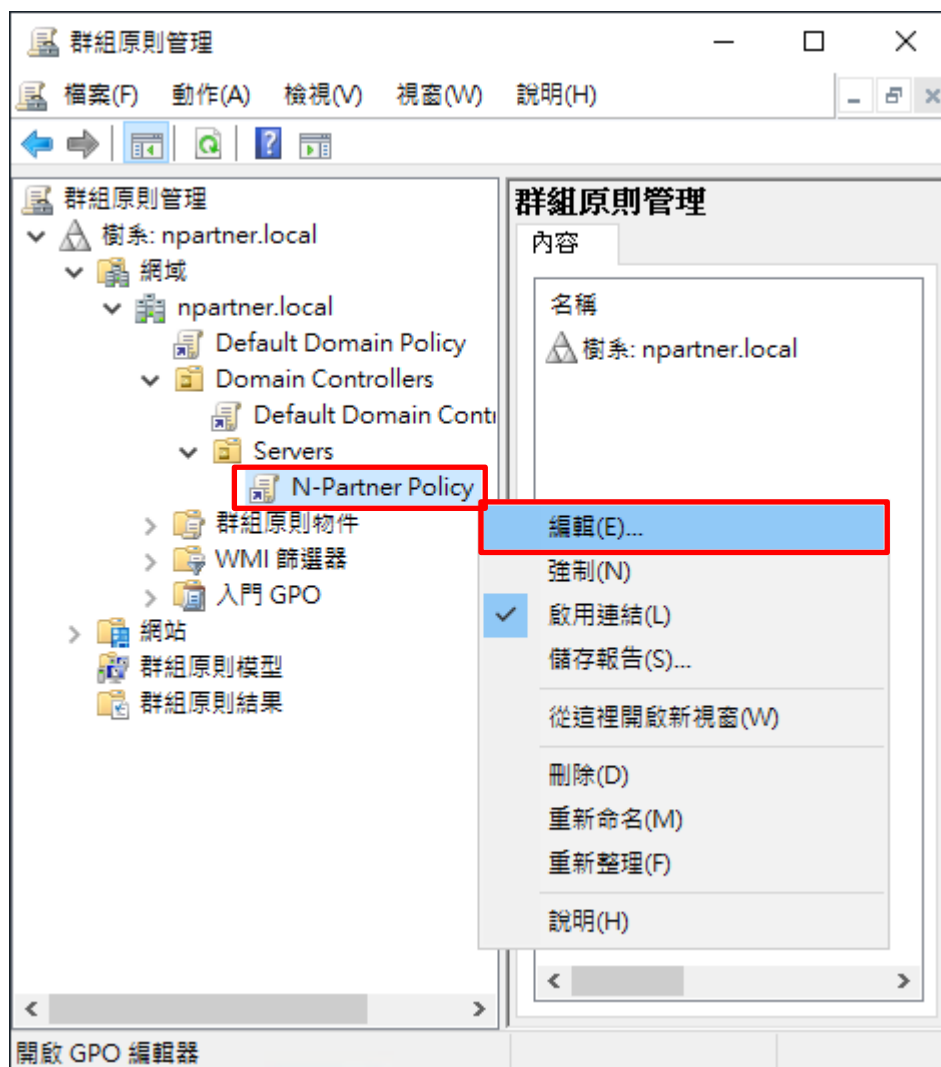 群組原則管理
檔案(F) 動作(A) 檢視(V) 視窗(W) 說明(H)
群組原則管理
樹系: npartner.local
網域
npartner.local
Default Domain Policy
Domain Controllers
Default Domain Contr
Servers
N-Partner Policy
群組原則物件
WMI 篩選器
入門 GPO
網站
群組原則模型
群組原則結果
群組原則管理
內容
名稱
樹系: npartner.local
編輯(E)...
強制(N)
啟用連結(L)
儲存報告(S)...
從這裡開啟新視窗(W)
刪除(D)
重新命名(M)
重新整理(F)
說明(H)
開啟 GPO 編輯器